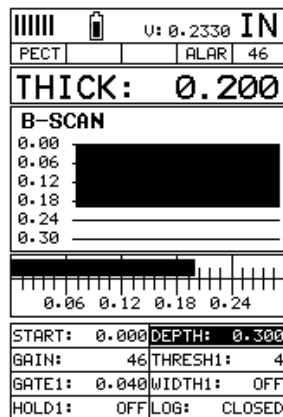 V: 0.2330 IN
PECT ALAR 46
THICK: 0.200
B-SCAN
0.00
0.06
0.12
0.18
0.24
0.30
0.06 0.12 0.18 0.24
START: 0.000 DEPTH: 0.300
GAIN: 46 THRESH1: 4
GATE1: 0.040 WIDTH1: OFF
HOLD1: OFF LOG: CLOSED